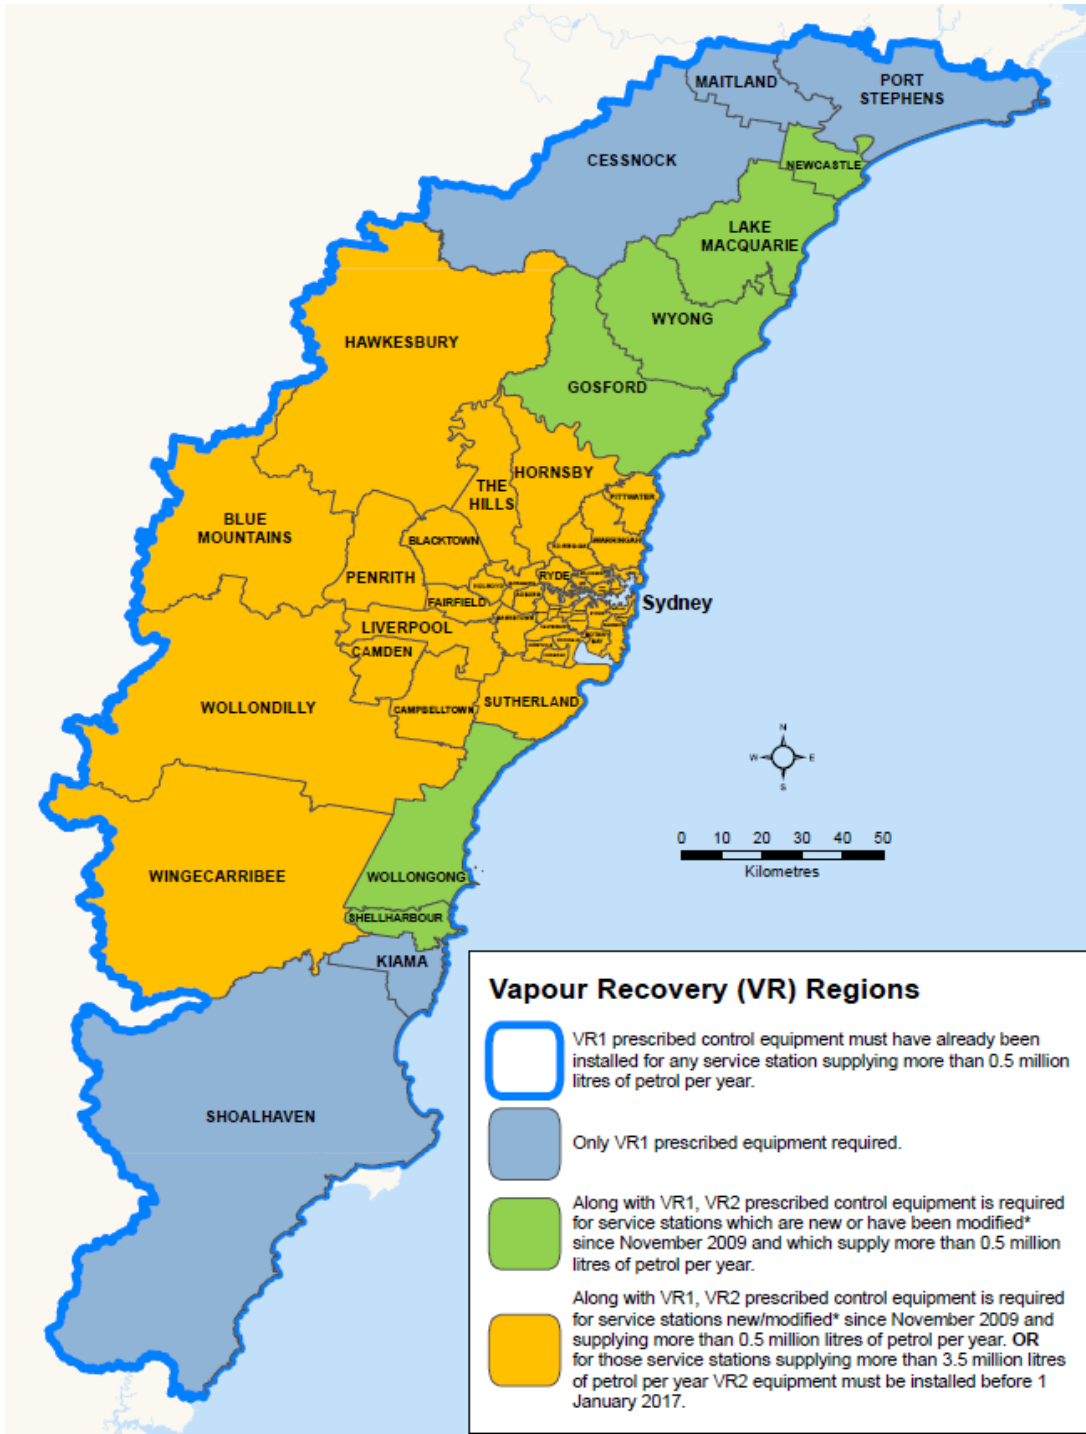 MAITLAND
PORT
STEPHENS
CESSNOCK
NEWCASTLE
LAKE
MACQUARIE
WYONG
HAWKESBURY
GOSFORD
HORNSBY
THE
HILLS
PITTWATER
BLUE
MOUNTAINS
BLACKTOWN
WARRINGAH
PENRITH
RYDE
FAIRFIELD
Sydney
LIVERPOOL
CAMDEN
WOLLONDILLY
CAMPBELLTOWN
SUTHERLAND
N
W
E
S
0 10 20 30 40 50
Kilometres
WINGECARRIBEE
WOLLONGONG
SHELLHARBOUR
KIAMA
SHOALHAVEN
Vapour Recovery (VR) Regions
VR1 prescribed control equipment must have already been
installed for any service station supplying more than 0.5 million
litres of petrol per year.
Only VR1 prescribed equipment required.
Along with VR1, VR2 prescribed control equipment is required
for service stations which are new or have been modified*
since November 2009 and which supply more than 0.5 million
litres of petrol per year.
Along with VR1, VR2 prescribed control equipment is required
for service stations new/modified* since November 2009 and
supplying more than 0.5 million litres of petrol per year. OR
for those service stations supplying more than 3.5 million litres
of petrol per year VR2 equipment must be installed before 1
January 2017.